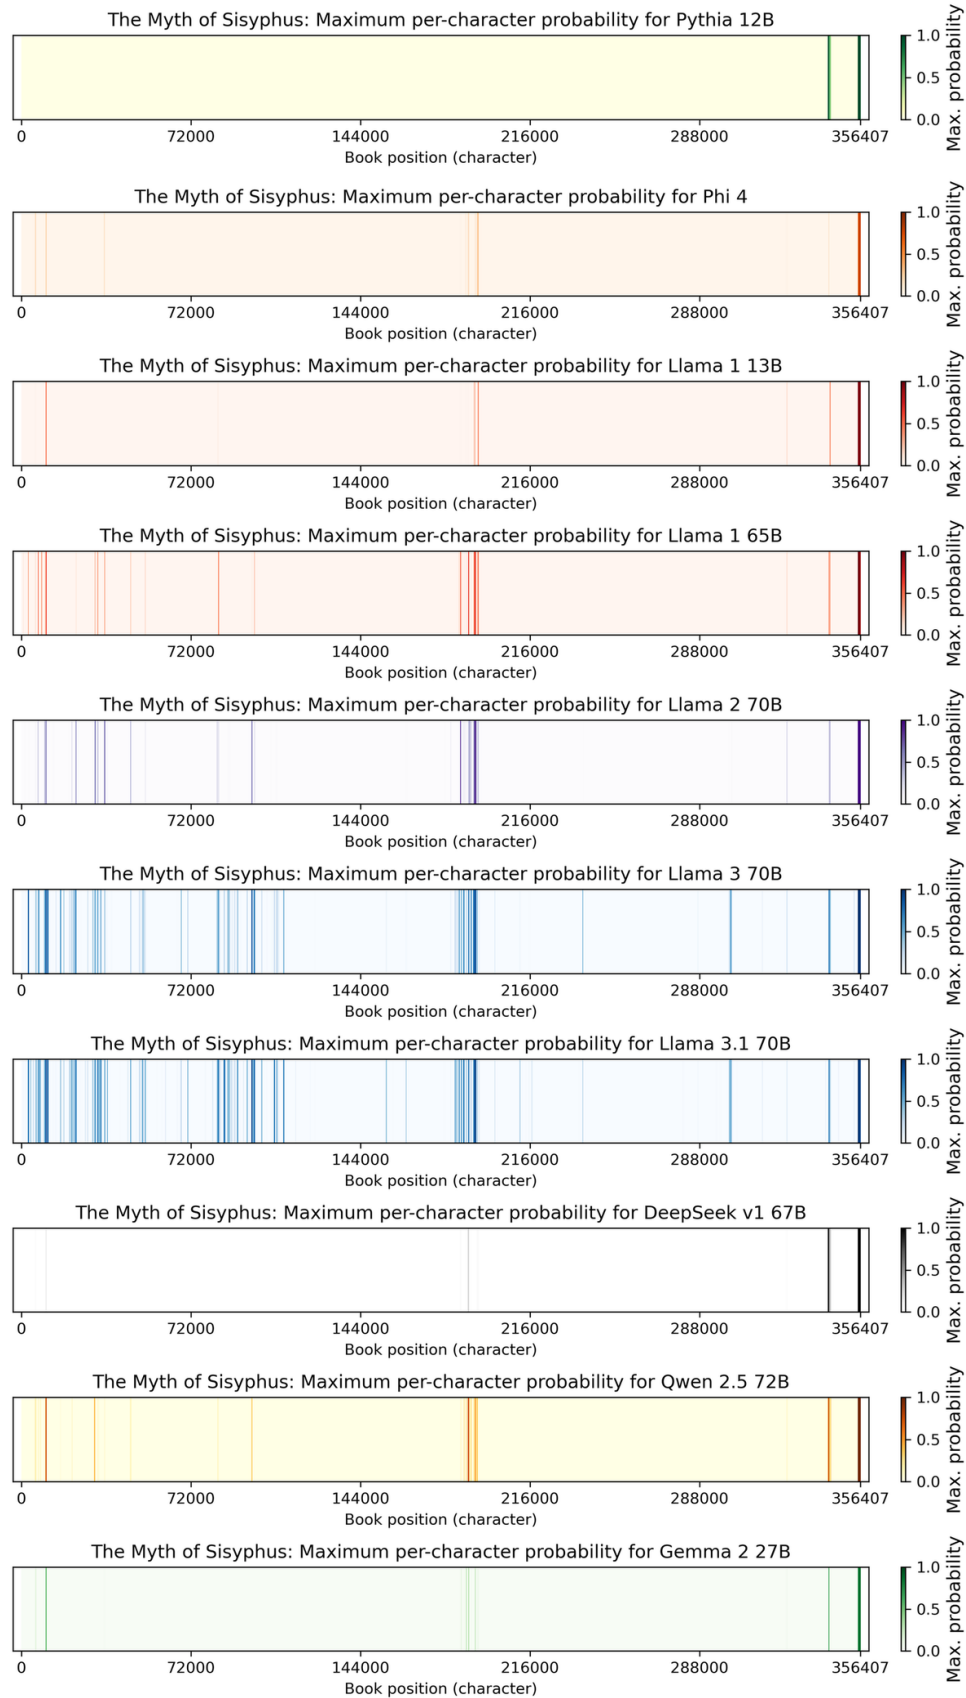 The Myth of Sisyphus: Maximum per-character probability for Pythia 12B
1.0
0.5
0.0
Max. probability
0 72000 144000 216000 288000 356407
Book position (character)
The Myth of Sisyphus: Maximum per-character probability for Phi 4
1.0
0.5
0.0
Max. probability
0 72000 144000 216000 288000 356407
Book position (character)
The Myth of Sisyphus: Maximum per-character probability for Llama 1 13B
1.0
0.5
0.0
Max. probability
0 72000 144000 216000 288000 356407
Book position (character)
The Myth of Sisyphus: Maximum per-character probability for Llama 1 65B
1.0
0.5
0.0
Max. probability
0 72000 144000 216000 288000 356407
Book position (character)
The Myth of Sisyphus: Maximum per-character probability for Llama 2 70B
1.0
0.5
0.0
Max. probability
0 72000 144000 216000 288000 356407
Book position (character)
The Myth of Sisyphus: Maximum per-character probability for Llama 3 70B
1.0
0.5
0.0
Max. probability
0 72000 144000 216000 288000 356407
Book position (character)
The Myth of Sisyphus: Maximum per-character probability for Llama 3.1 70B
1.0
0.5
0.0
Max. probability
0 72000 144000 216000 288000 356407
Book position (character)
The Myth of Sisyphus: Maximum per-character probability for DeepSeek v1 67B
1.0
0.5
0.0
Max. probability
0 72000 144000 216000 288000 356407
Book position (character)
The Myth of Sisyphus: Maximum per-character probability for Qwen 2.5 72B
1.0
0.5
0.0
Max. probability
0 72000 144000 216000 288000 356407
Book position (character)
The Myth of Sisyphus: Maximum per-character probability for Gemma 2 27B
1.0
0.5
0.0
Max. probability
0 72000 144000 216000 288000 356407
Book position (character)